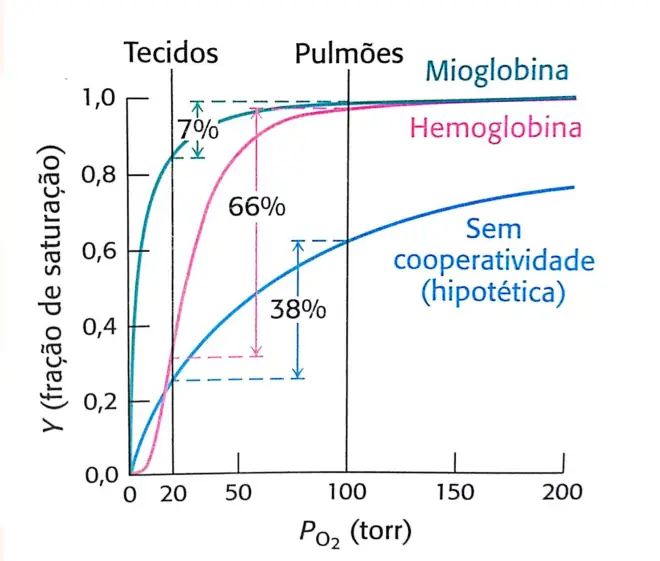 Tecidos
Pulmões
Mioglobina
Hemoglobina
1,0
7%
0,8
66%
Sem
cooperatividade
(hipotética)
0,6
38%
0,4
0,2
0,0
Y (fração de saturação)
0 20 50 100 150 200
PO2 (torr)